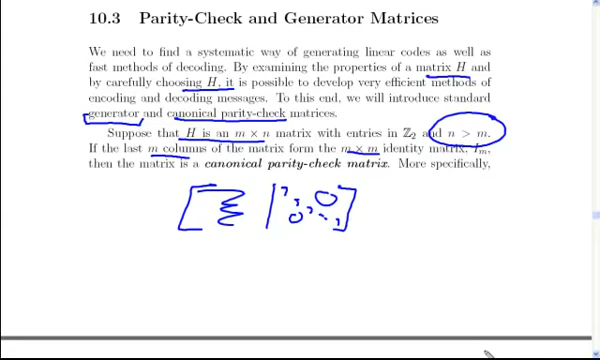 10.3 Parity-Check and Generator Matrices
We need to find a systematic way of generating linear codes as well as
fast methods of decoding. By examining the properties of a matrix H and
by carefully choosing H, it is possible to develop very efficient methods of
encoding and decoding messages. To this end, we will introduce standard
generator and canonical parity-check matrices.
Suppose that H is an m × n matrix with entries in ℤ₂ and n > m.
If the last m columns of the matrix form the m × m identity matrix, Iₘ,
then the matrix is a canonical parity-check matrix. More specifically,